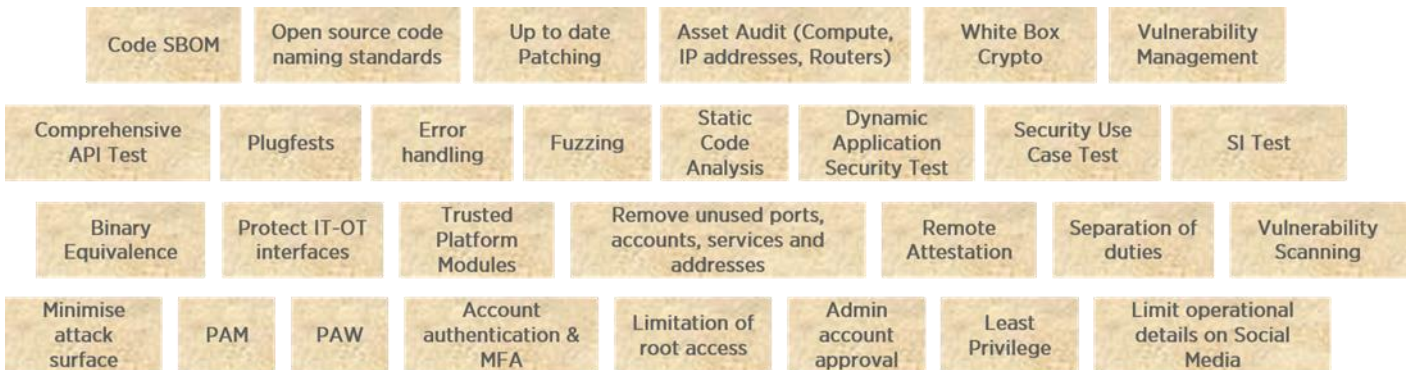 Code SBOM
Open source code
naming standards
Up to date
Patching
Asset Audit (Compute,
IP addresses, Routers)
White Box
Crypto
Vulnerability
Management
Comprehensive
API Test
Plugfests
Error
handling
Fuzzing
Static
Code
Analysis
Dynamic
Application
Security Test
Security Use
Case Test
SI Test
Binary
Equivalence
Protect IT-OT
interfaces
Trusted
Platform
Modules
Remove unused ports,
accounts, services and
addresses
Remote
Attestation
Separation of
duties
Vulnerability
Scanning
Minimise
attack
surface
PAM
PAW
Account
authentication &
MFA
Limitation of
root access
Admin
account
approval
Least
Privilege
Limit operational
details on Social
Media